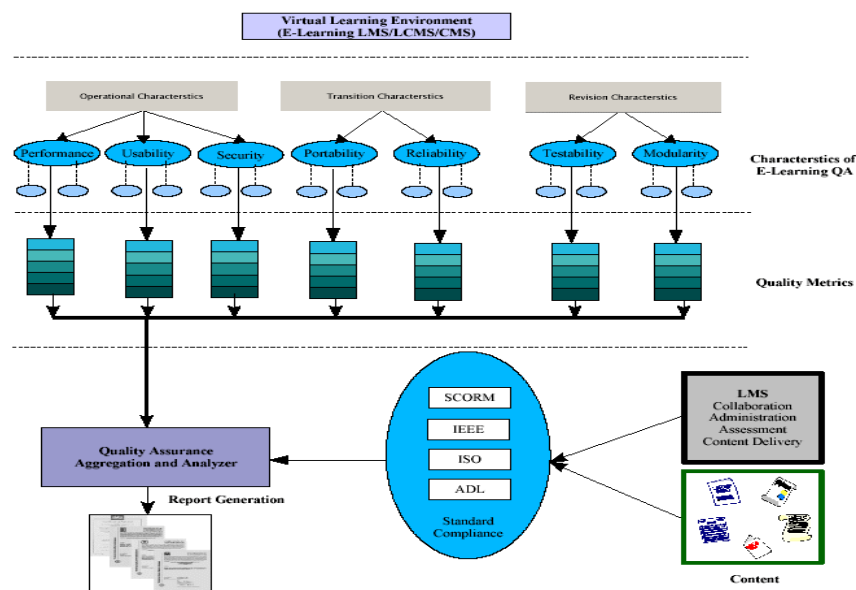 Virtual Learning Environment
(E-Learning LMS/LCMS/CMS)
Operational Characterstics
Transition Characterstics
Revision Characterstics
Performance
Usability
Security
Portability
Reliability
Testability
Modularity
Characterstics of
E-Learning QA
Quality Metrics
SCORM
IEEE
ISO
ADL
Standard
Compliance
LMS
Collaboration
Administration
Assessment
Content Delivery
Quality Assurance
Aggregation and Analyzer
Report Generation
Content